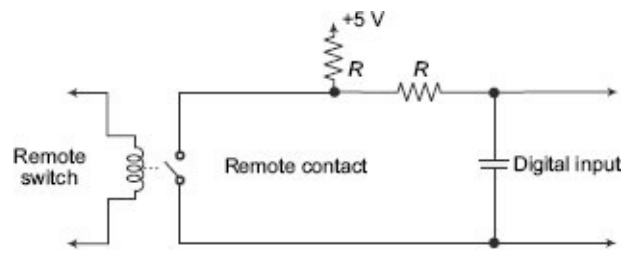 +5 V
R
R
Remote
switch
Remote contact
Digital input